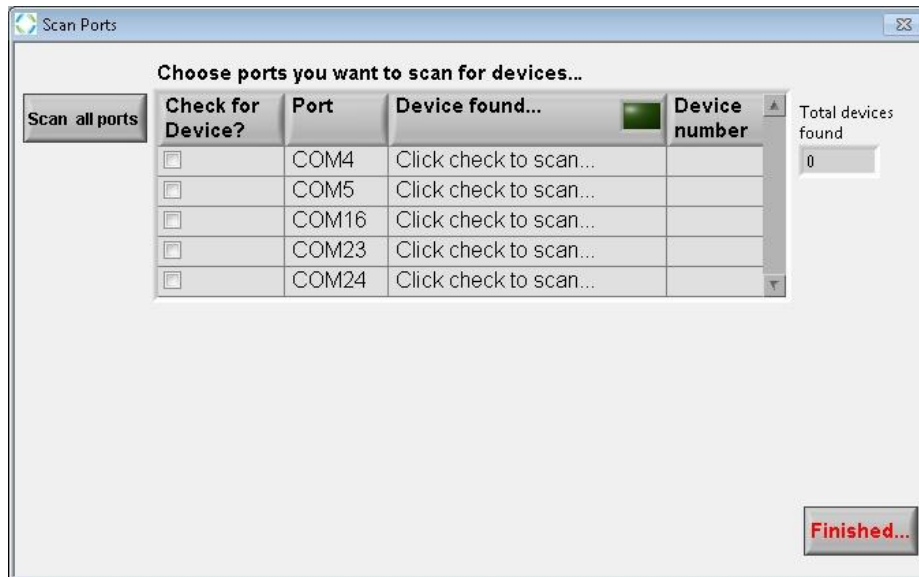 Scan Ports
Choose ports you want to scan for devices...
Scan all ports
Check for Device? Port Device found... Device number
COM4 Click check to scan...
COM5 Click check to scan...
COM16 Click check to scan...
COM23 Click check to scan...
COM24 Click check to scan...
Total devices
found
0
Finished...